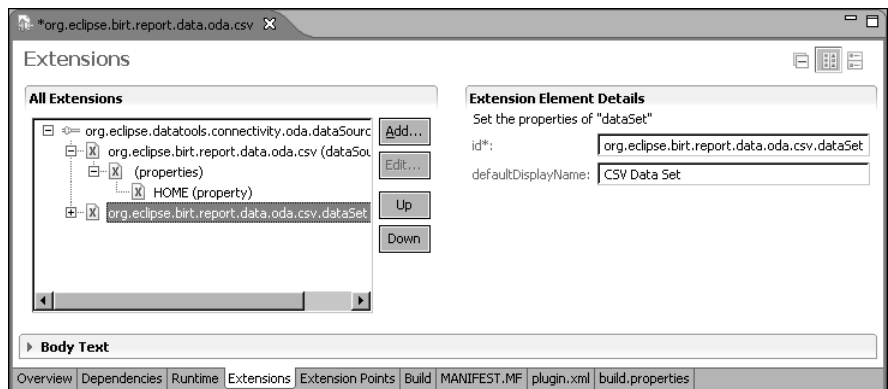 *org.eclipse.birt.report.data.oda.csv
Extensions
All Extensions
org.eclipse.datatools.connectivity.oda.dataSourc
org.eclipse.birt.report.data.oda.csv (dataSou
(properties)
HOME (property)
org.eclipse.birt.report.data.oda.csv.dataSet
Add...
Edit...
Up
Down
Extension Element Details
Set the properties of "dataSet"
id*: org.eclipse.birt.report.data.oda.csv.dataSet
defaultDisplayName: CSV Data Set
Body Text
Overview Dependencies Runtime Extensions Extension Points Build MANIFEST.MF plugin.xml build.properties